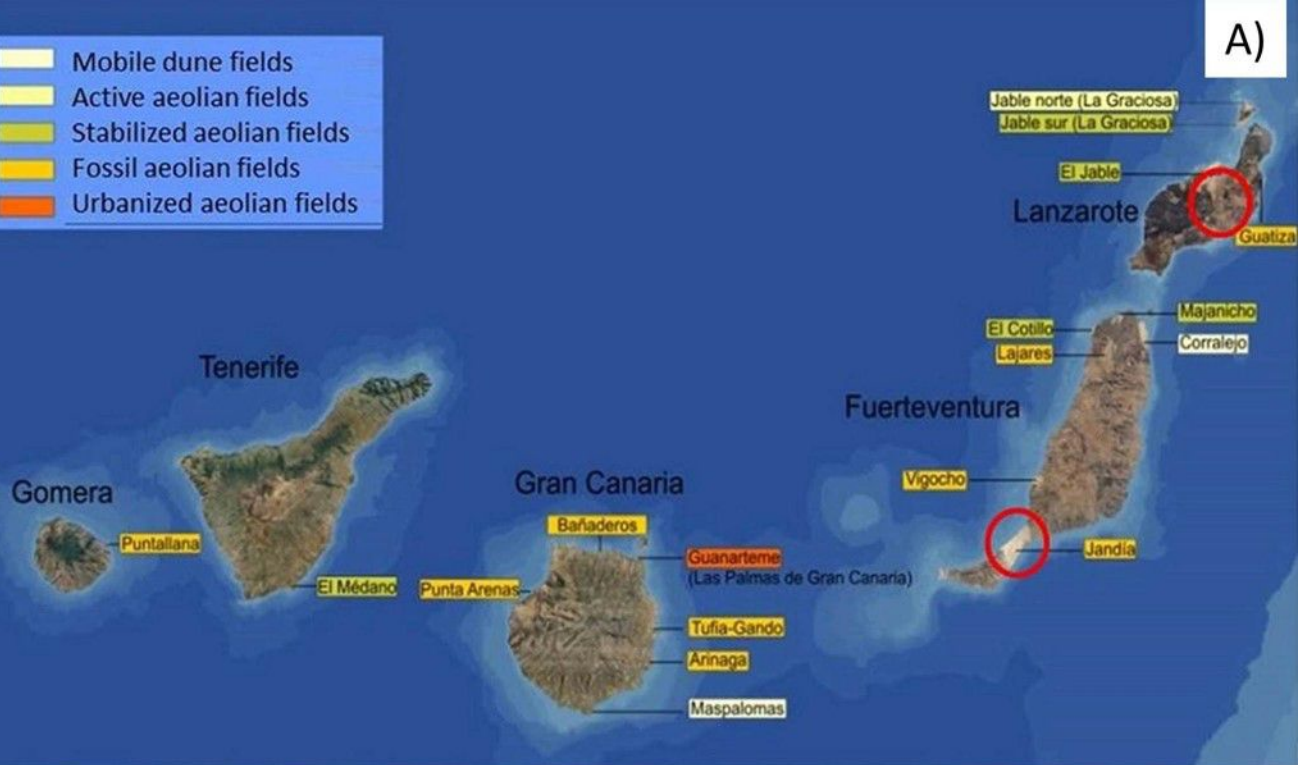 A)
Mobile dune fields
Active aeolian fields
Stabilized aeolian fields
Fossil aeolian fields
Urbanized aeolian fields
Jable norte (La Graciosa)
Jable sur (La Graciosa)
El Jable
Lanzarote
Guatiza
Majanicho
El Cotillo
Corralejo
Lajares
Tenerife
Fuerteventura
Vigocho
Gran Canaria
Gomera
Bañaderos
Puntallana
Jandía
Guanarteme
(Las Palmas de Gran Canaria)
El Médano
Punta Arenas
Tufia-Gando
Arinaga
Maspalomas